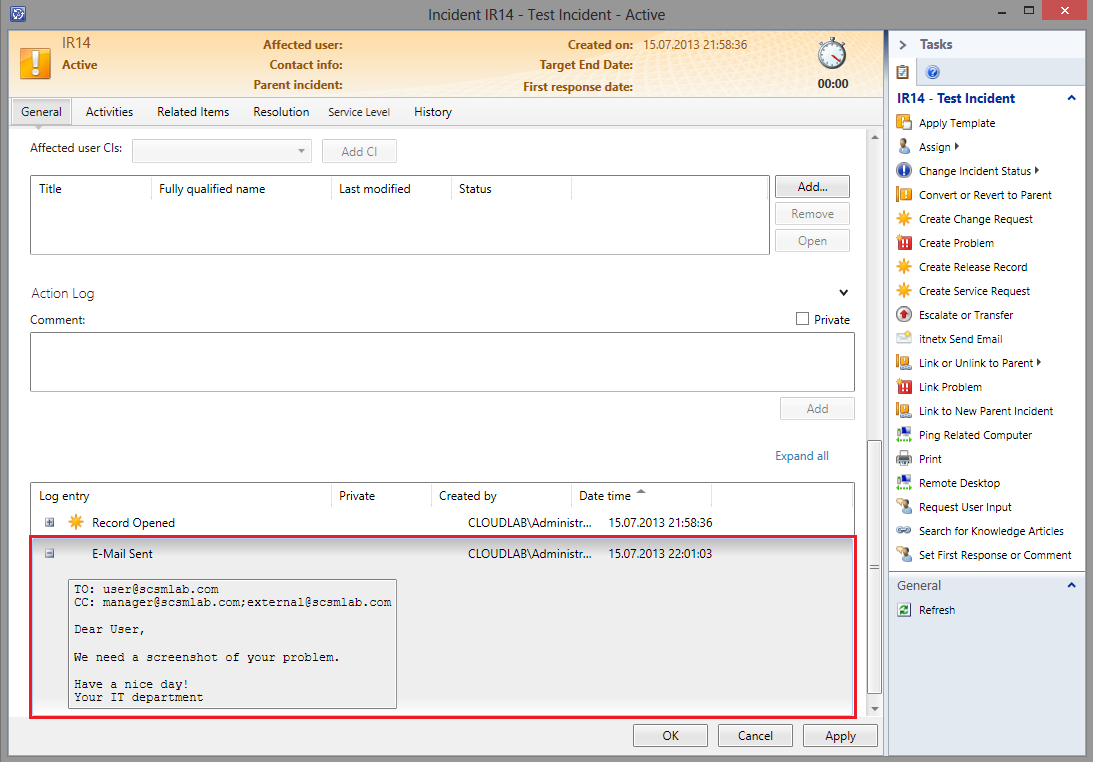 Incident IR14 - Test Incident - Active
IR14
Active
Affected user:
Contact info:
Parent incident:
Created on: 15.07.2013 21:58:36
Target End Date:
First response date:
00:00
General Activities Related Items Resolution Service Level History
Affected user CIs:
Add CI
Title Fully qualified name Last modified Status
Add...
Remove
Open
Action Log
Comment:
Private
Add
Expand all
Log entry Private Created by Date time
Record Opened CLOUDLAB\Administr... 15.07.2013 21:58:36
E-Mail Sent CLOUDLAB\Administr... 15.07.2013 22:01:03
TO: user@scsmlab.com
CC: manager@scsmlab.com;external@scsmlab.com
Dear User,
We need a screenshot of your problem.
Have a nice day!
Your IT department
OK Cancel Apply
Tasks
IR14 - Test Incident
Apply Template
Assign
Change Incident Status
Convert or Revert to Parent
Create Change Request
Create Problem
Create Release Record
Create Service Request
Escalate or Transfer
itnetx Send Email
Link or Unlink to Parent
Link Problem
Link to New Parent Incident
Ping Related Computer
Print
Remote Desktop
Request User Input
Search for Knowledge Articles
Set First Response or Comment
General
Refresh